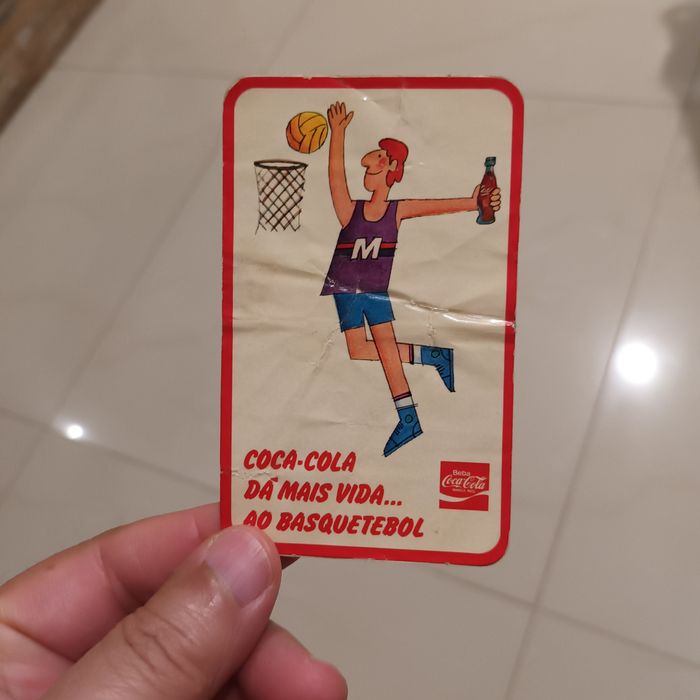 M
COCA-COLA
DÁ MAIS VIDA...
AO BASQUETEBOL
Beba
Coca-Cola